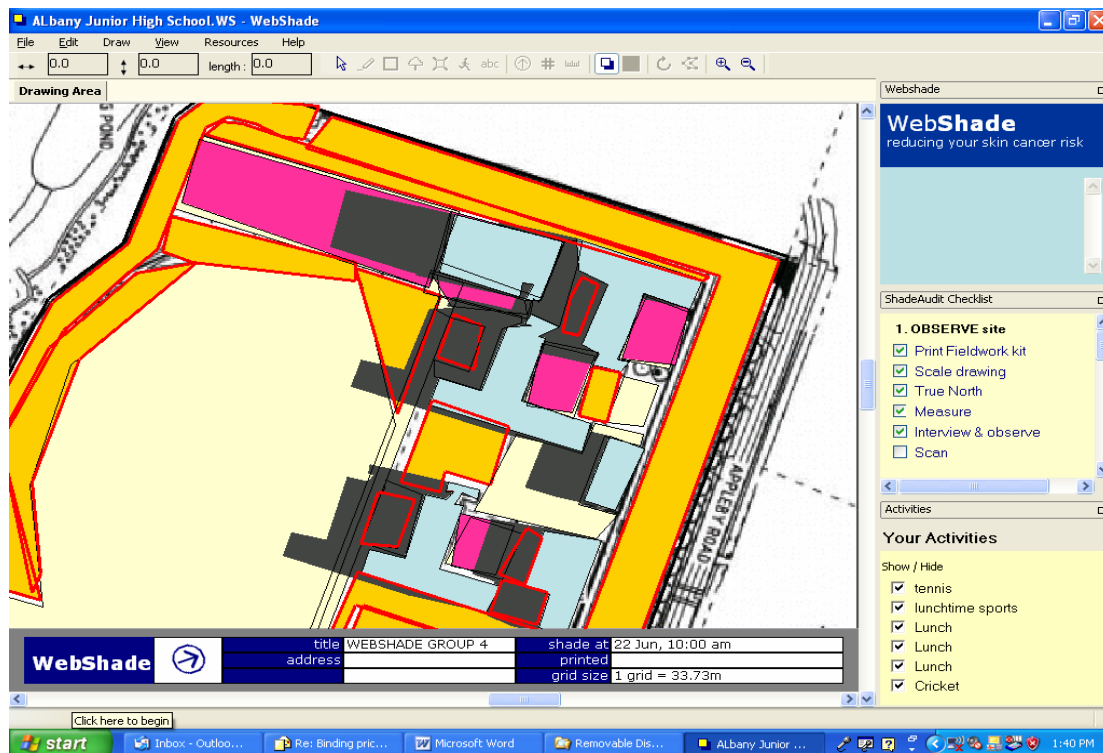 ALbany Junior High School.WS - WebShade
File Edit Draw View Resources Help
0.0 0.0 length : 0.0 abc
Drawing Area
Webshade
WebShade
reducing your skin cancer risk
ShadeAudit Checklist
1. OBSERVE site
Print Fieldwork kit
Scale drawing
True North
Measure
Interview & observe
Scan
Activities
Your Activities
Show / Hide
tennis
lunchtime sports
Lunch
Lunch
Lunch
Cricket
POND
APPLEBY ROAD
WebShade
title WEBSHADE GROUP 4 shade at 22 Jun, 10:00 am
address printed
grid size 1 grid = 33.73m
Click here to begin
start Inbox - Outloo... Re: Binding pric... Microsoft Word Removable Dis... ALbany Junior ... 1:40 PM